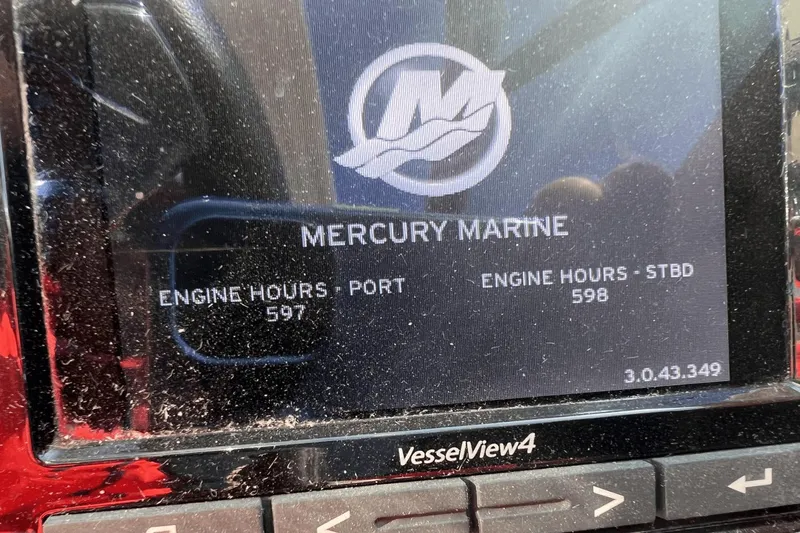 M
MERCURY MARINE
ENGINE HOURS - PORT
597
ENGINE HOURS - STBD
598
3.0.43.349
VesselView4